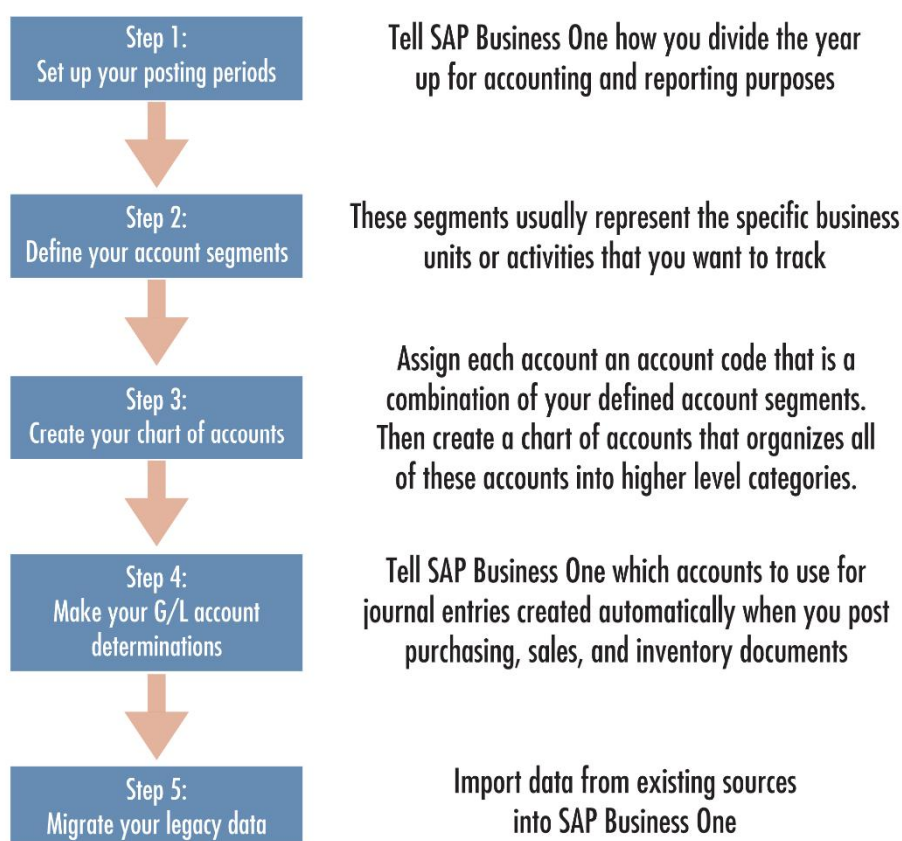 Step 1:
Set up your posting periods
Tell SAP Business One how you divide the year
up for accounting and reporting purposes
Step 2:
Define your account segments
These segments usually represent the specific business
units or activities that you want to track
Step 3:
Create your chart of accounts
Assign each account an account code that is a
combination of your defined account segments.
Then create a chart of accounts that organizes all
of these accounts into higher level categories.
Step 4:
Make your G/L account
determinations
Tell SAP Business One which accounts to use for
journal entries created automatically when you post
purchasing, sales, and inventory documents
Step 5:
Migrate your legacy data
Import data from existing sources
into SAP Business One